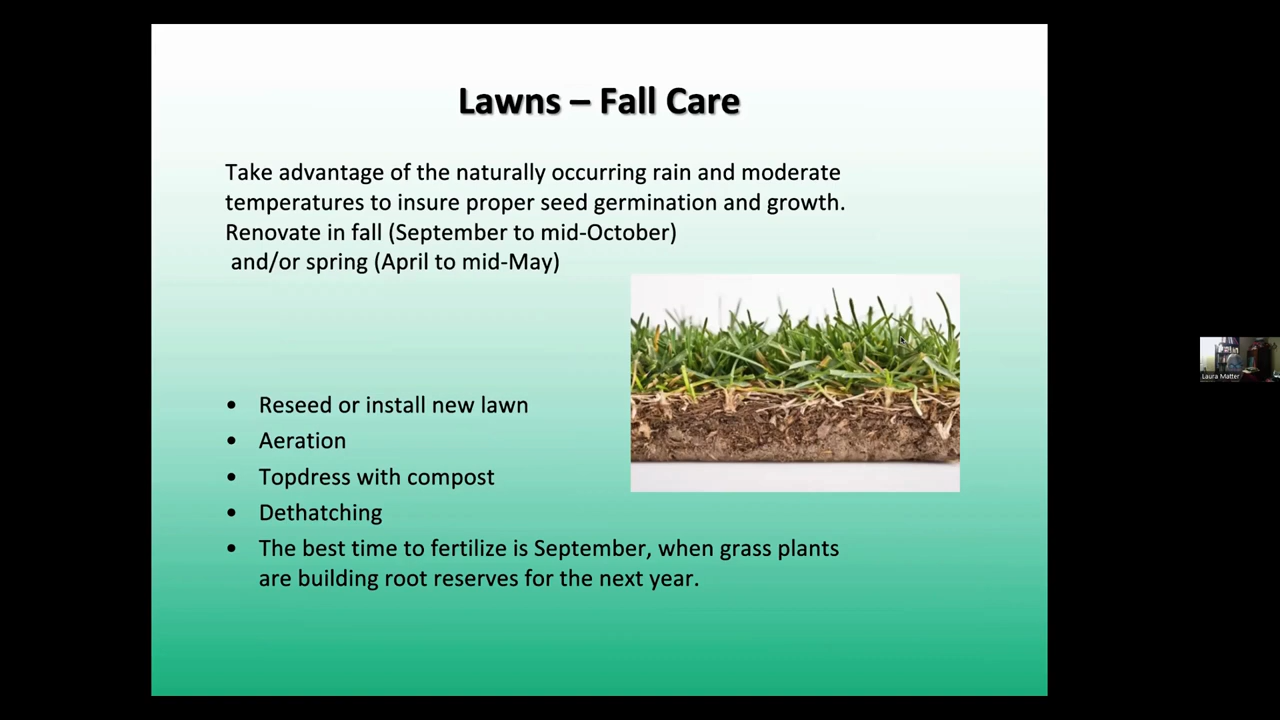 Lawns – Fall Care
Take advantage of the naturally occurring rain and moderate
temperatures to insure proper seed germination and growth.
Renovate in fall (September to mid-October)
and/or spring (April to mid-May)
• Reseed or install new lawn
• Aeration
• Topdress with compost
• Dethatching
• The best time to fertilize is September, when grass plants
are building root reserves for the next year.
Laura Matter